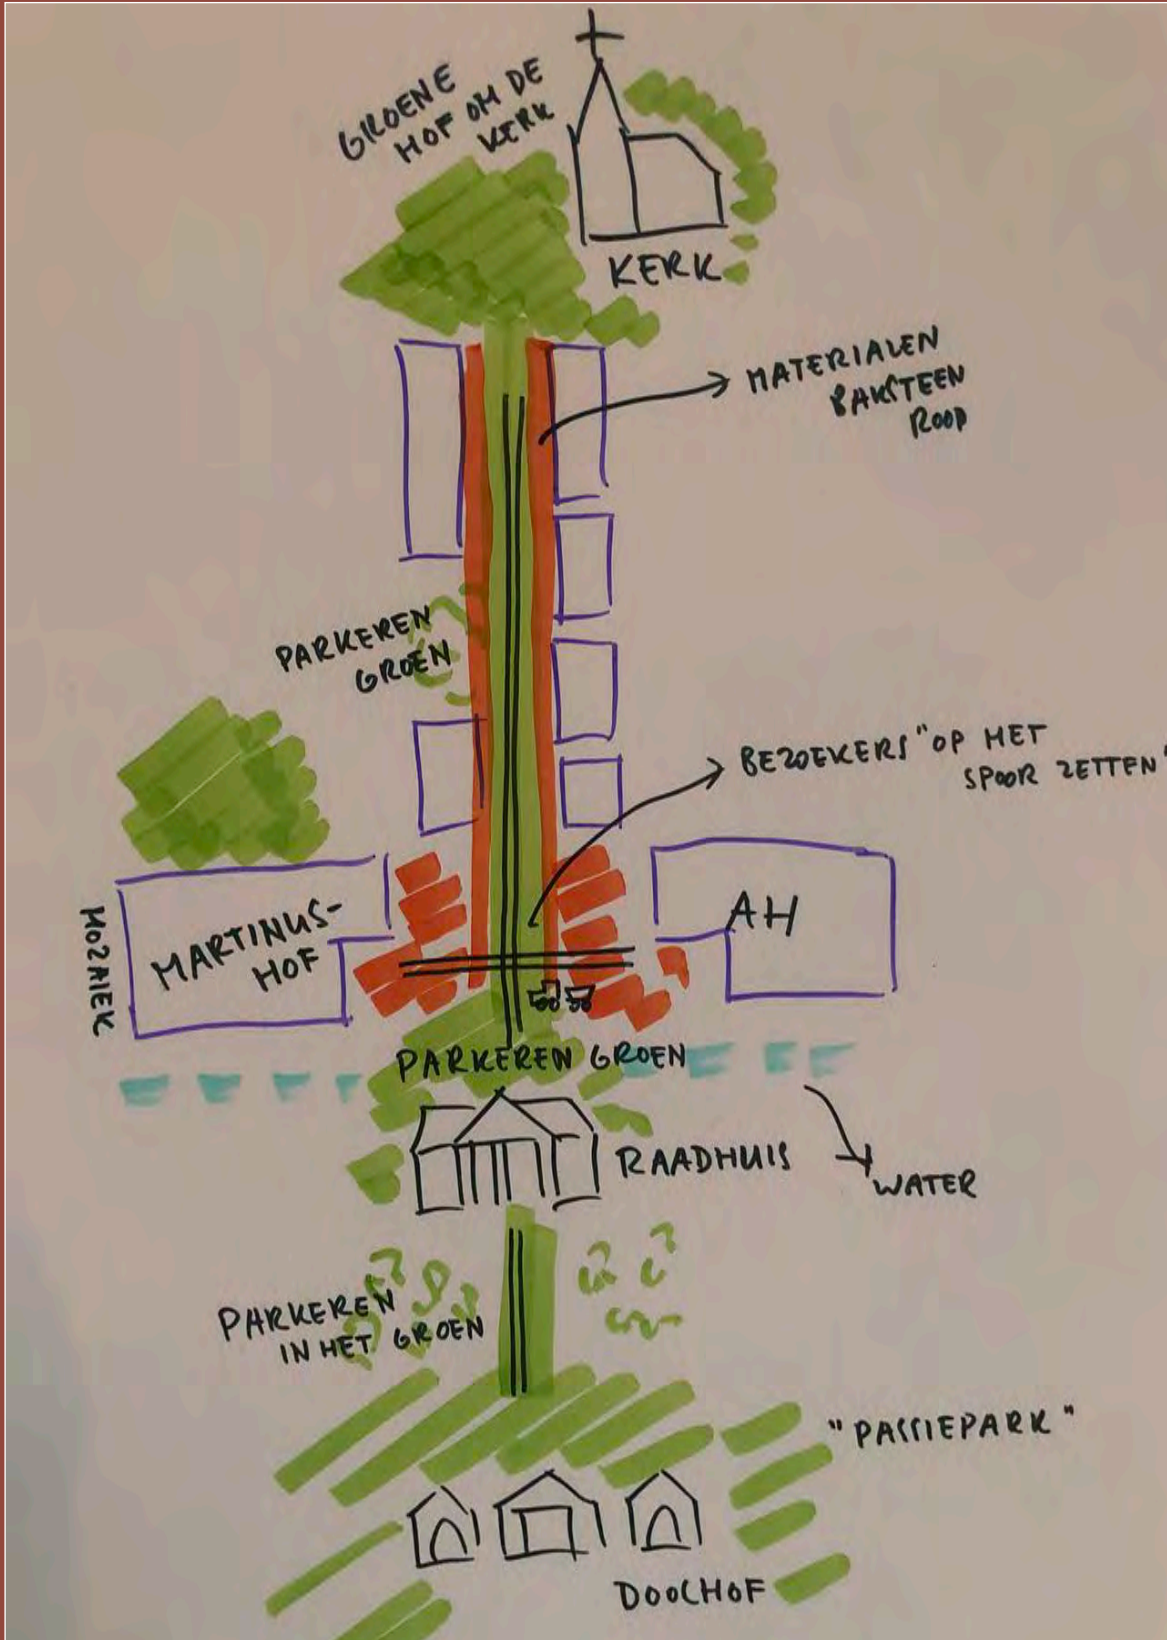 GROENE
HOF OM DE
KERK
KERK
MATERIALEN
BAKSTEEN
ROOD
PARKEREN
GROEN
BEZOEKERS "OP HET
SPOOR ZETTEN"
MOZAIEK
MARTINUS-
HOF
AH
PARKEREN GROEN
RAADHUIS
WATER
PARKEREN
IN HET GROEN
"PASSIEPARK"
DOOLHOF